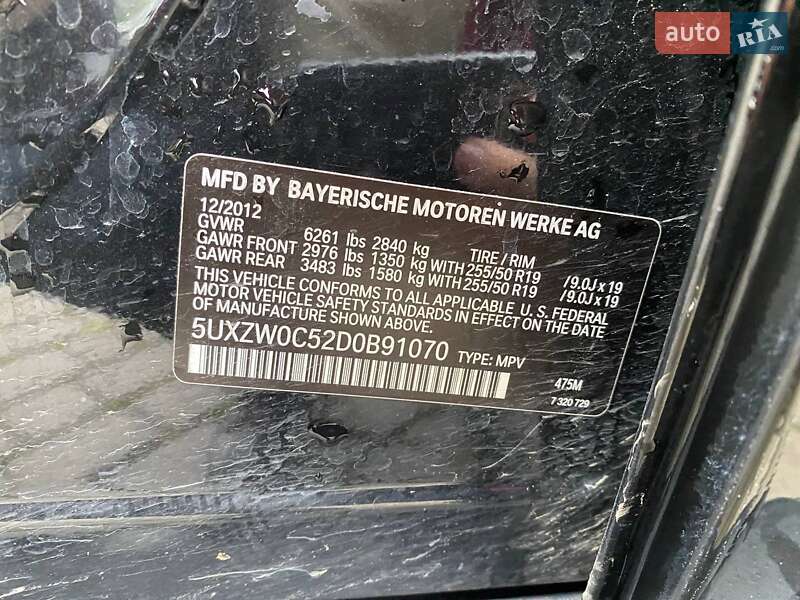 auto RIA
MFD BY BAYERISCHE MOTOREN WERKE AG
12/2012
GVWR 6261 lbs 2840 kg TIRE / RIM
GAWR FRONT 2976 lbs 1350 kg WITH 255/50 R19 /9.0J x 19
GAWR REAR 3483 lbs 1580 kg WITH 255/50 R19 /9.0J x 19
THIS VEHICLE CONFORMS TO ALL APPLICABLE U.S. FEDERAL
MOTOR VEHICLE SAFETY STANDARDS IN EFFECT ON THE DATE
OF MANUFACTURE SHOWN ABOVE.
5UXZW0C52D0B91070 TYPE: MPV
475M
7 320 729